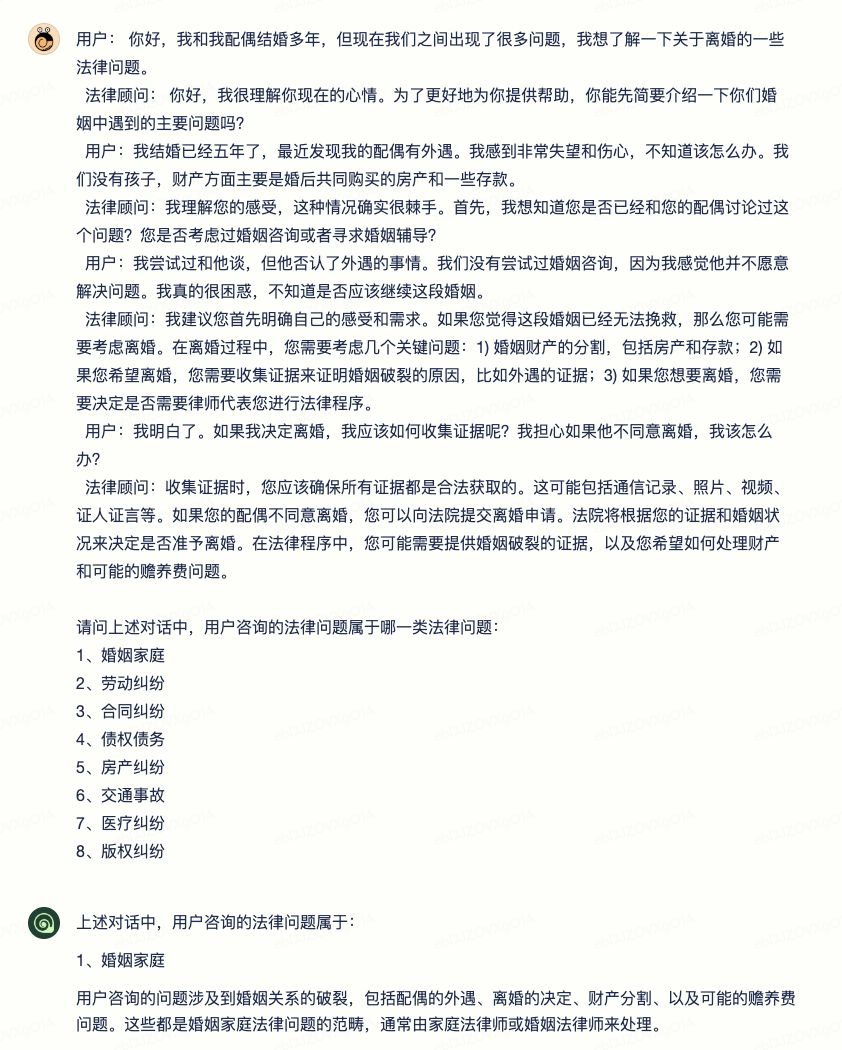 用户： 你好，我和我配偶结婚多年，但现在我们之间出现了很多问题，我想了解一下关于离婚的一些
法律问题。
法律顾问： 你好，我很理解你现在的心情。为了更好地为你提供帮助，你能先简要介绍一下你们婚
姻中遇到的主要问题吗？
用户：我结婚已经五年了，最近发现我的配偶有外遇。我感到非常失望和伤心，不知道该怎么办。我
们没有孩子，财产方面主要是婚后共同购买的房产和一些存款。
法律顾问：我理解您的感受，这种情况确实很棘手。首先，我想知道您是否已经和您的配偶讨论过这
个问题？您是否考虑过婚姻咨询或者寻求婚姻辅导？
用户：我尝试过和他谈，但他否认了外遇的事情。我们没有尝试过婚姻咨询，因为我感觉他并不愿意
解决问题。我真的很困惑，不知道是否应该继续这段婚姻。
法律顾问：我建议您首先明确自己的感受和需求。如果您觉得这段婚姻已经无法挽救，那么您可能需
要考虑离婚。在离婚过程中，您需要考虑几个关键问题：1) 婚姻财产的分割，包括房产和存款；2) 如
果您希望离婚，您需要收集证据来证明婚姻破裂的原因，比如外遇的证据；3) 如果您想要离婚，您需
要决定是否需要律师代表您进行法律程序。
用户：我明白了。如果我决定离婚，我应该如何收集证据呢？我担心如果他不同意离婚，我该怎么
办？
法律顾问：收集证据时，您应该确保所有证据都是合法获取的。这可能包括通信记录、照片、视频、
证人证言等。如果您的配偶不同意离婚，您可以向法院提交离婚申请。法院将根据您的证据和婚姻状
况来决定是否准予离婚。在法律程序中，您可能需要提供婚姻破裂的证据，以及您希望如何处理财产
和可能的赡养费问题。
请问上述对话中，用户咨询的法律问题属于哪一类法律问题：
1、婚姻家庭
2、劳动纠纷
3、合同纠纷
4、债权债务
5、房产纠纷
6、交通事故
7、医疗纠纷
8、版权纠纷
上述对话中，用户咨询的法律问题属于：
1、婚姻家庭
用户咨询的问题涉及到婚姻关系的破裂，包括配偶的外遇、离婚的决定、财产分割、以及可能的赡养费
问题。这些都是婚姻家庭法律问题的范畴，通常由家庭法律师或婚姻法律师来处理。